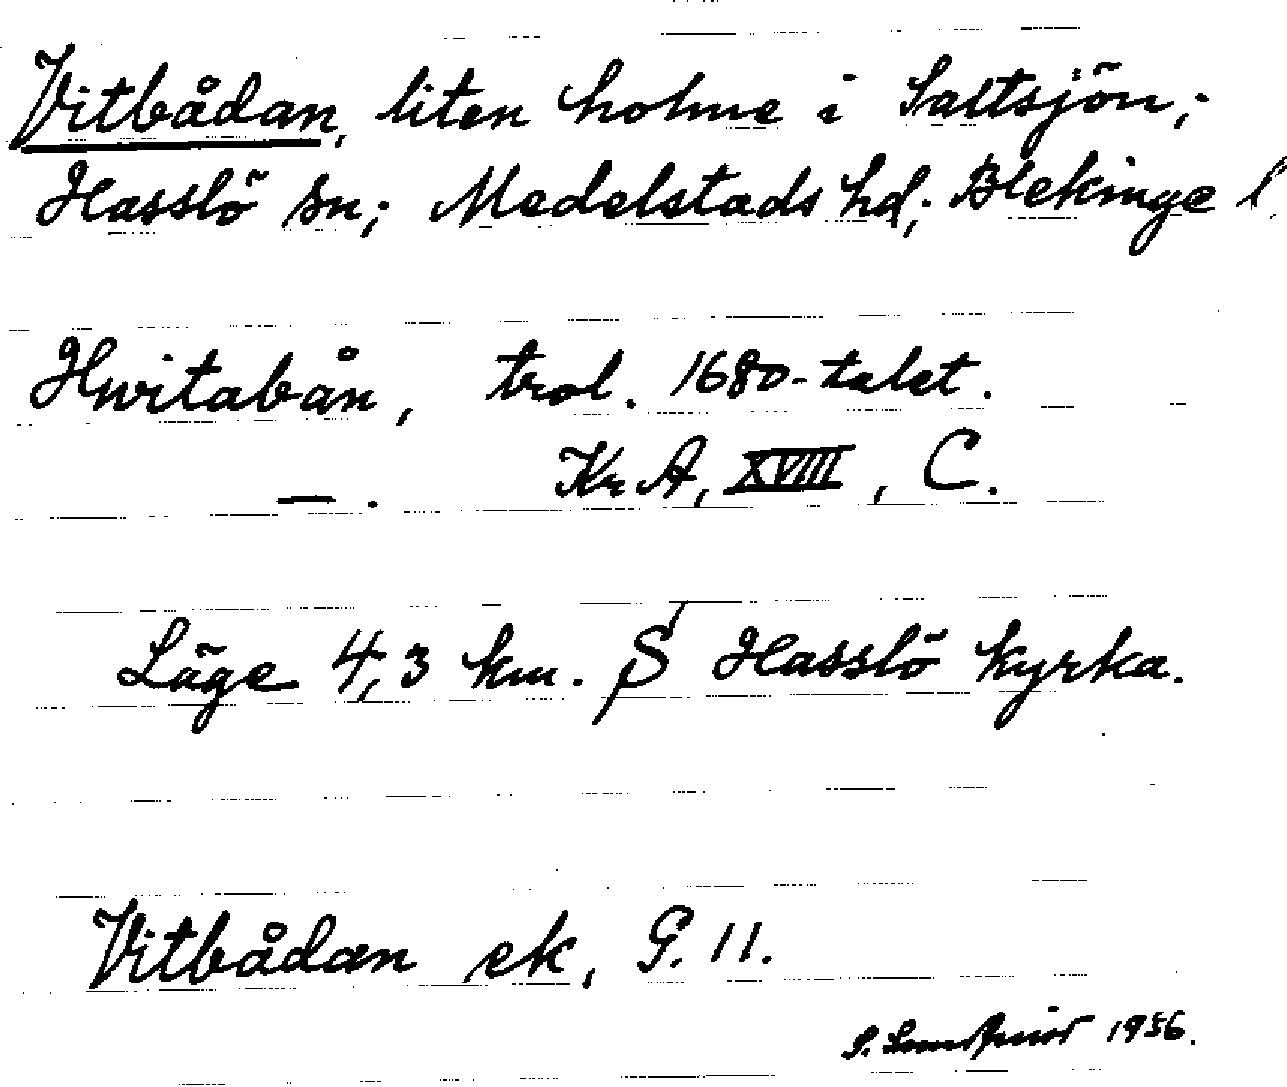 Vitbådan, liten holme i Saltsjön;
Hasslö sn; Medelstads hd; Blekinge l
Hwitabån, trol. 1680-talet.
—. Kr A, XVIII, C.
Läge 4,3 km. S Hasslö kyrka.
Vitbådan ek, G. 11.
1956.